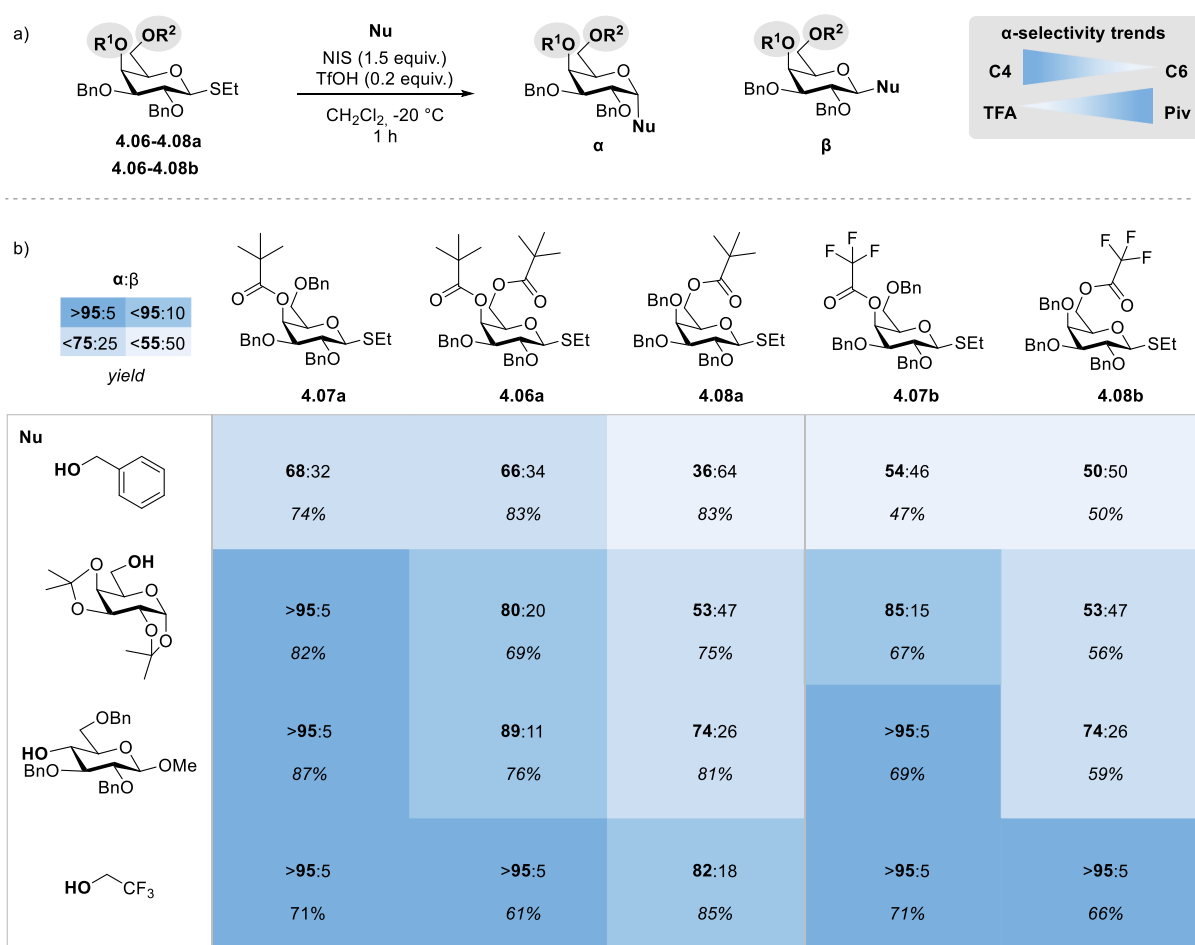 a)
R¹O
OR²
O
SEt
BnO
BnO
4.06-4.08a
4.06-4.08b
Nu
NIS (1.5 equiv.)
TfOH (0.2 equiv.)
CH₂Cl₂, -20 °C
1 h
R¹O
OR²
O
BnO
BnO
Nu
α
R¹O
OR²
O
Nu
BnO
BnO
β
α-selectivity trends
C4
C6
TFA
Piv
b)
α:β
>95:5 <95:10
<75:25 <55:50
yield
O
O
OBn
O
SEt
BnO
BnO
4.07a
O
O
O
O
O
SEt
BnO
BnO
4.06a
BnO
O
O
O
SEt
BnO
BnO
4.08a
F
F
F
O
O
OBn
O
SEt
BnO
BnO
4.07b
F
F
F
O
O
BnO
O
SEt
BnO
BnO
4.08b
Nu
HO
68:32 66:34 36:64 54:46 50:50
74% 83% 83% 47% 50%
O
OH
O
O
O
O
>95:5 80:20 53:47 85:15 53:47
82% 69% 75% 67% 56%
OBn
HO
O
BnO
OMe
BnO
>95:5 89:11 74:26 >95:5 74:26
87% 76% 81% 69% 59%
HO
CF₃
>95:5 >95:5 82:18 >95:5 >95:5
71% 61% 85% 71% 66%